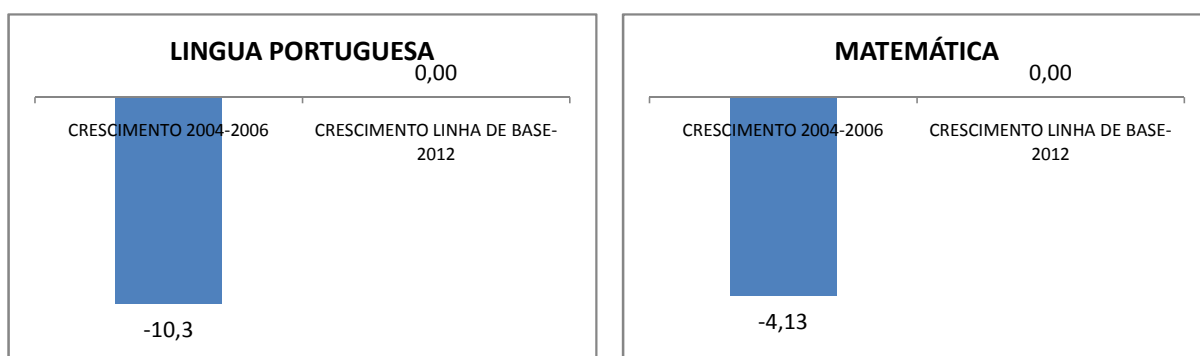 LINGUA PORTUGUESA
0,00
CRESCIMENTO 2004-2006
CRESCIMENTO LINHA DE BASE-
2012
-10,3
MATEMÁTICA
0,00
CRESCIMENTO 2004-2006
CRESCIMENTO LINHA DE BASE-
2012
-4,13